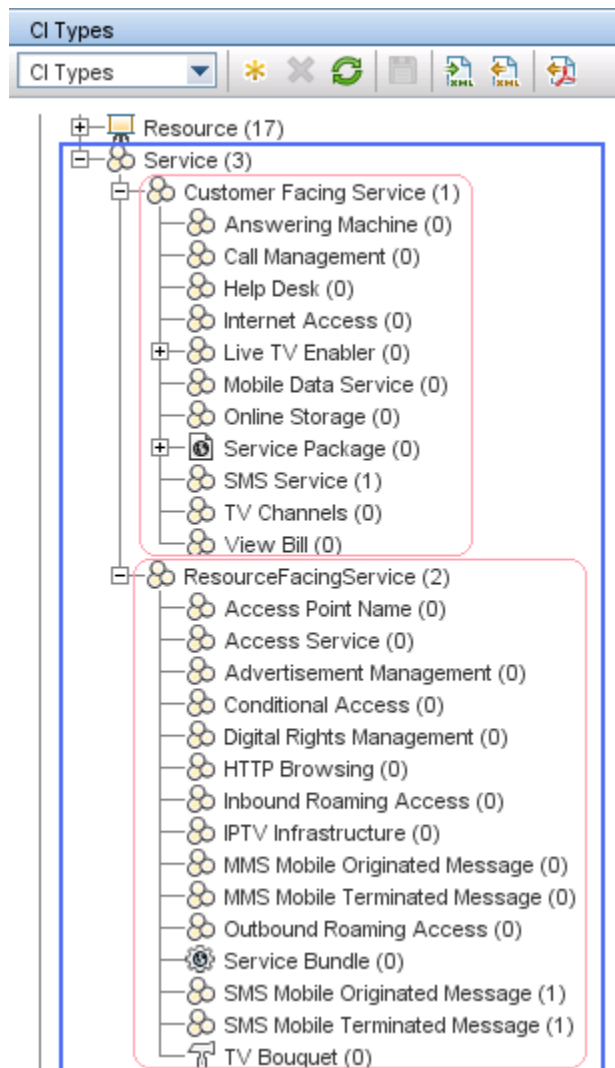 CI Types
CI Types
XML
XML
Resource (17)
Service (3)
Customer Facing Service (1)
Answering Machine (0)
Call Management (0)
Help Desk (0)
Internet Access (0)
Live TV Enabler (0)
Mobile Data Service (0)
Online Storage (0)
Service Package (0)
SMS Service (1)
TV Channels (0)
View Bill (0)
ResourceFacingService (2)
Access Point Name (0)
Access Service (0)
Advertisement Management (0)
Conditional Access (0)
Digital Rights Management (0)
HTTP Browsing (0)
Inbound Roaming Access (0)
IPTV Infrastructure (0)
MMS Mobile Originated Message (0)
MMS Mobile Terminated Message (0)
Outbound Roaming Access (0)
Service Bundle (0)
SMS Mobile Originated Message (1)
SMS Mobile Terminated Message (1)
TV Bouquet (0)